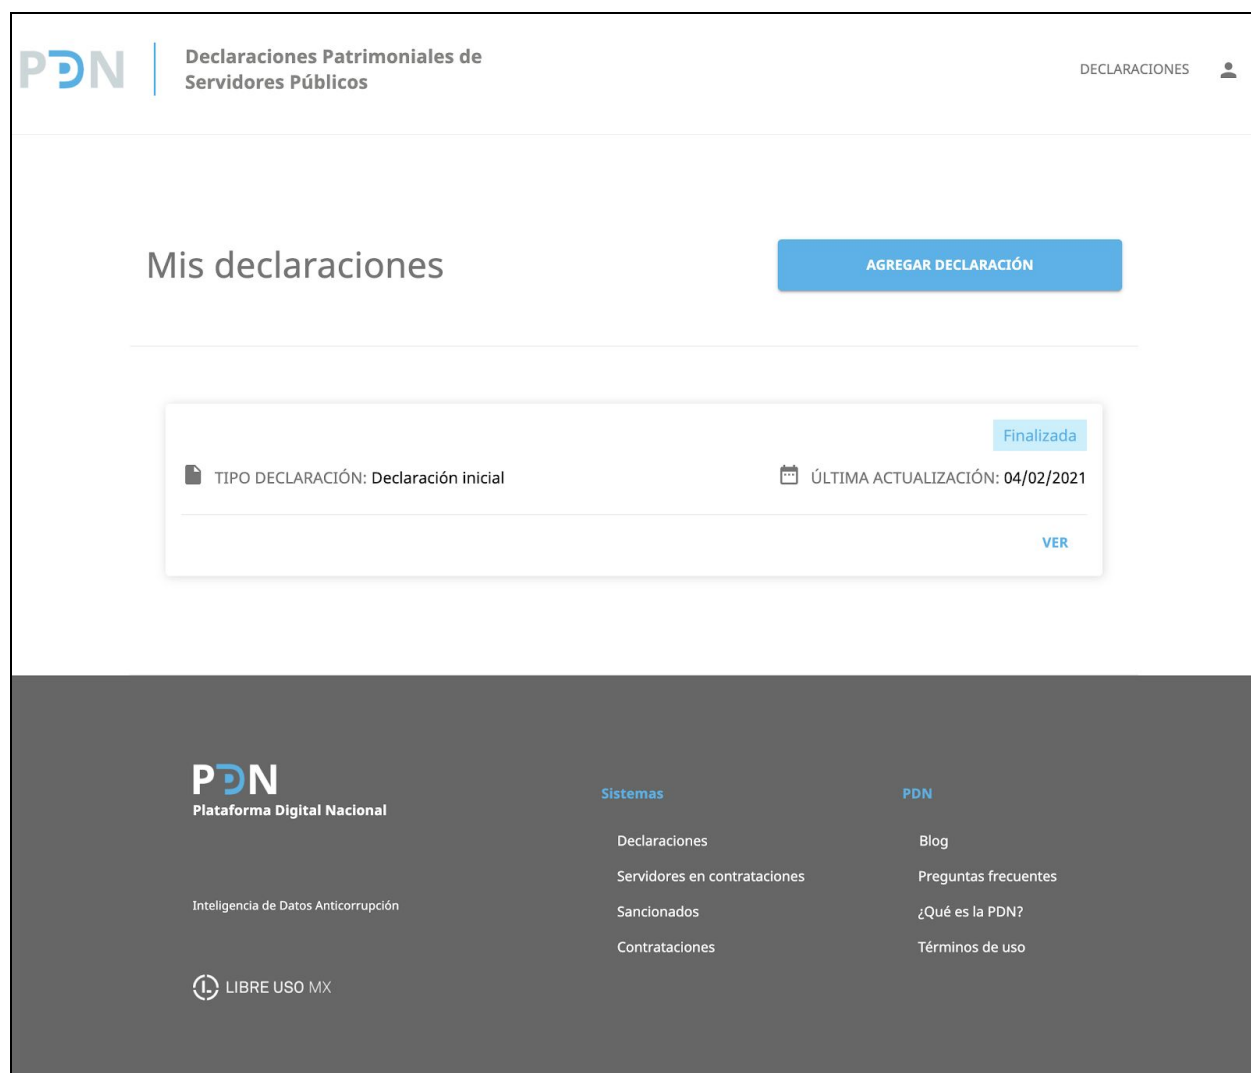 PDN
Declaraciones Patrimoniales de
Servidores Públicos
DECLARACIONES
Mis declaraciones
AGREGAR DECLARACIÓN
Finalizada
TIPO DECLARACIÓN: Declaración inicial
ÚLTIMA ACTUALIZACIÓN: 04/02/2021
VER
PDN
Plataforma Digital Nacional
Inteligencia de Datos Anticorrupción
LIBRE USO MX
Sistemas
Declaraciones
Servidores en contrataciones
Sancionados
Contrataciones
PDN
Blog
Preguntas frecuentes
¿Qué es la PDN?
Términos de uso